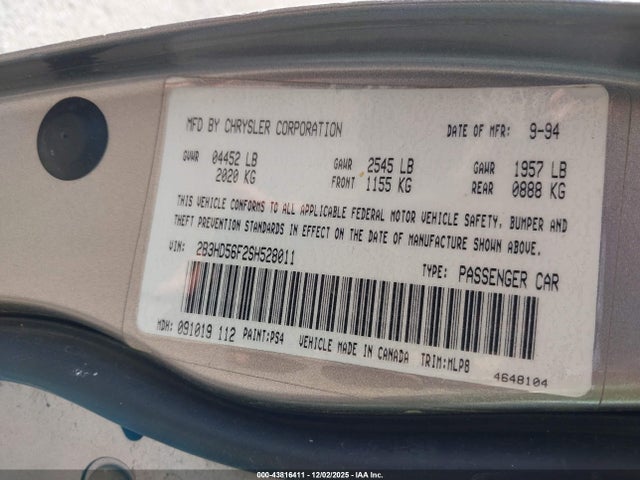 MFD BY CHRYSLER CORPORATION DATE OF MFR: 9-94
GVWR 04452 LB GAWR 2545 LB GAWR 1957 LB
2020 KG FRONT 1155 KG REAR 0888 KG
THIS VEHICLE CONFORMS TO ALL APPLICABLE FEDERAL MOTOR VEHICLE SAFETY, BUMPER AND
THEFT PREVENTION STANDARDS IN EFFECT ON THE DATE OF MANUFACTURE SHOWN ABOVE.
VIN: 2B3HD56F2SH528011 TYPE: PASSENGER CAR
MDH: 091019 112 PAINT:PS4 VEHICLE MADE IN CANADA TRIM:MLP8
4648104
000-43816411 - 12/02/2025 - IAA Inc.